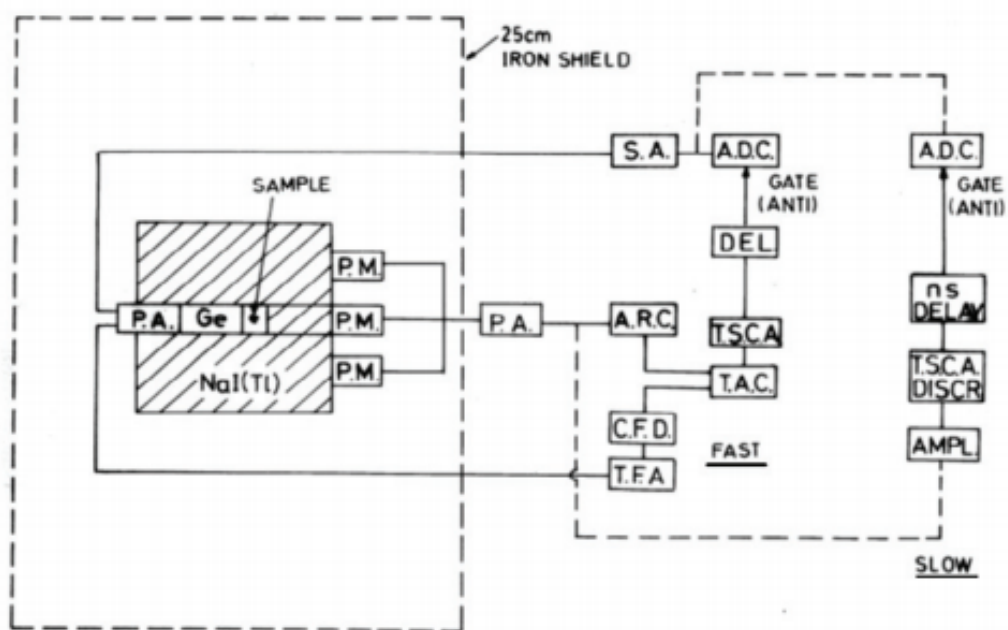 25cm
IRON SHIELD
S.A.
A.D.C.
A.D.C.
SAMPLE
GATE
(ANTI)
GATE
(ANTI)
DEL
P.M.
P.A.
Ge
P.M.
P.A.
A.R.C.
T.S.C.A
ns
DELAY
NaI(Tl)
P.M.
T.A.C.
T.S.C.A.
DISCR.
C.F.D.
FAST
AMPL.
T.F.A
SLOW